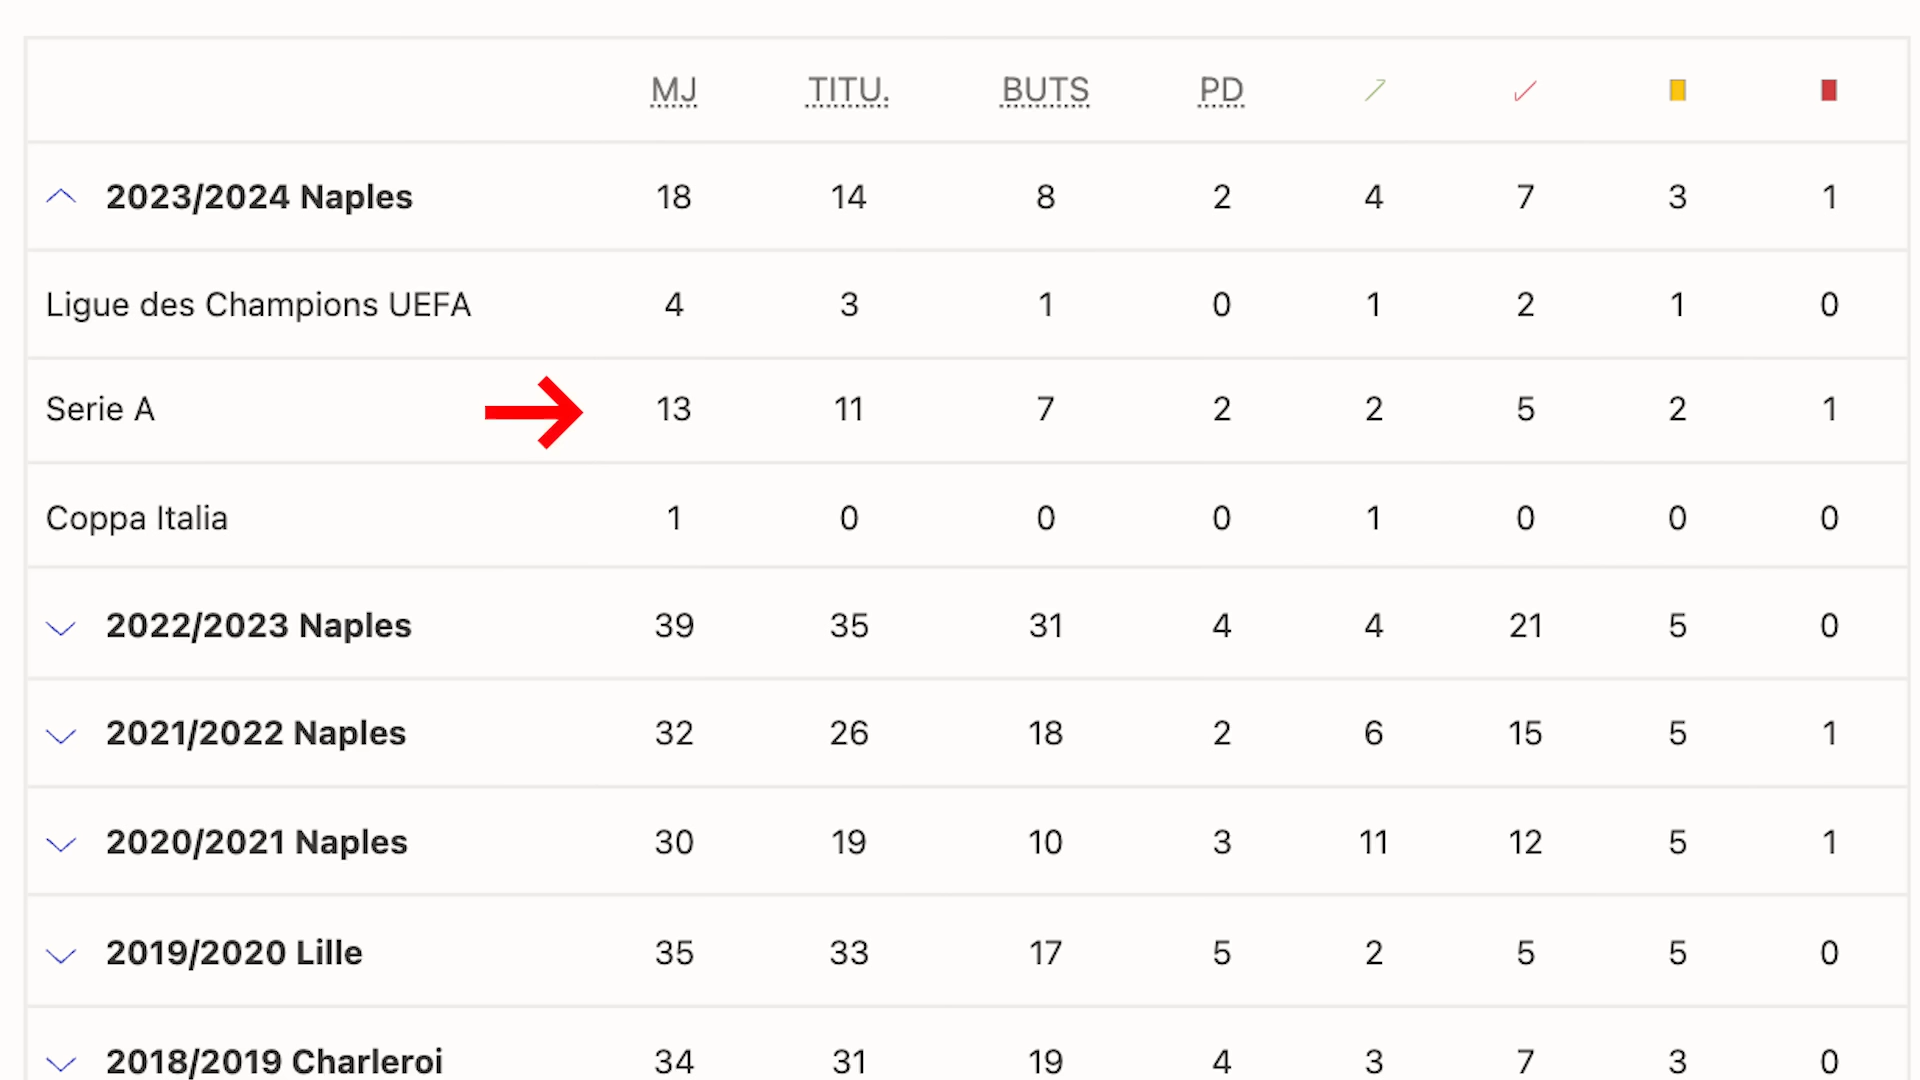 MJ TITU. BUTS PD
2023/2024 Naples 18 14 8 2 4 7 3 1
Ligue des Champions UEFA 4 3 1 0 1 2 1 0
Serie A 13 11 7 2 2 5 2 1
Coppa Italia 1 0 0 0 1 0 0 0
2022/2023 Naples 39 35 31 4 4 21 5 0
2021/2022 Naples 32 26 18 2 6 15 5 1
2020/2021 Naples 30 19 10 3 11 12 5 1
2019/2020 Lille 35 33 17 5 2 5 5 0
2018/2019 Charleroi 34 31 19 4 3 7 3 0